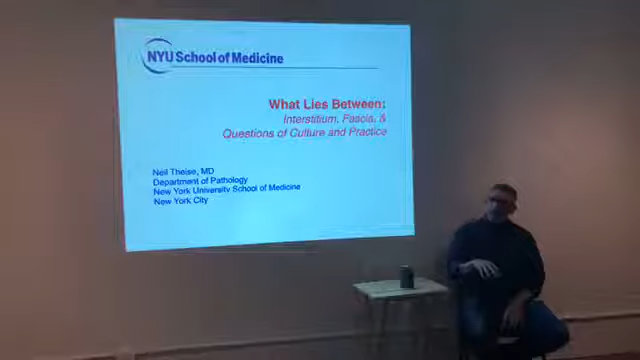 NYU School of Medicine
What Lies Between:
Interstitium, Fascia, &
Questions of Culture and Practice
Neil Theise, MD
Department of Pathology
New York University School of Medicine
New York City